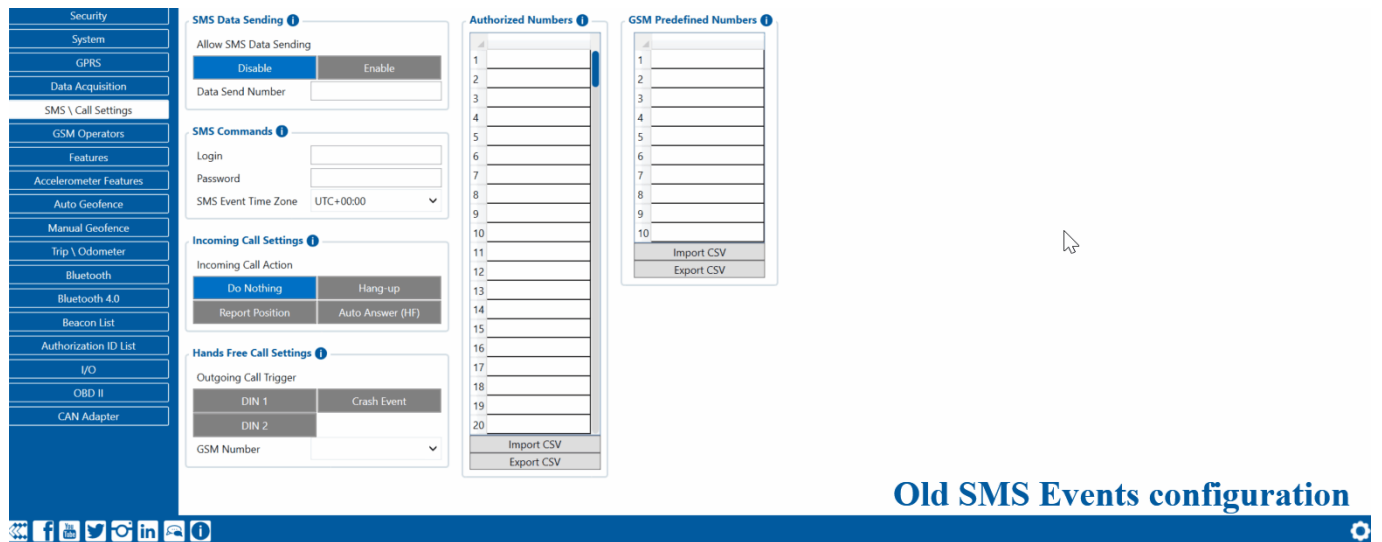 Security
System
GPRS
Data Acquisition
SMS \ Call Settings
GSM Operators
Features
Accelerometer Features
Auto Geofence
Manual Geofence
Trip \ Odometer
Bluetooth
Bluetooth 4.0
Beacon List
Authorization ID List
I/O
OBD II
CAN Adapter
SMS Data Sending
Allow SMS Data Sending
Disable Enable
Data Send Number
SMS Commands
Login
Password
SMS Event Time Zone UTC+00:00
Incoming Call Settings
Incoming Call Action
Do Nothing Hang-up
Report Position Auto Answer (HF)
Hands Free Call Settings
Outgoing Call Trigger
DIN 1 Crash Event
DIN 2
GSM Number
Authorized Numbers
1
2
3
4
5
6
7
8
9
10
11
12
13
14
15
16
17
18
19
20
Import CSV
Export CSV
GSM Predefined Numbers
1
2
3
4
5
6
7
8
9
10
Import CSV
Export CSV
Old SMS Events configuration
You Tube
in